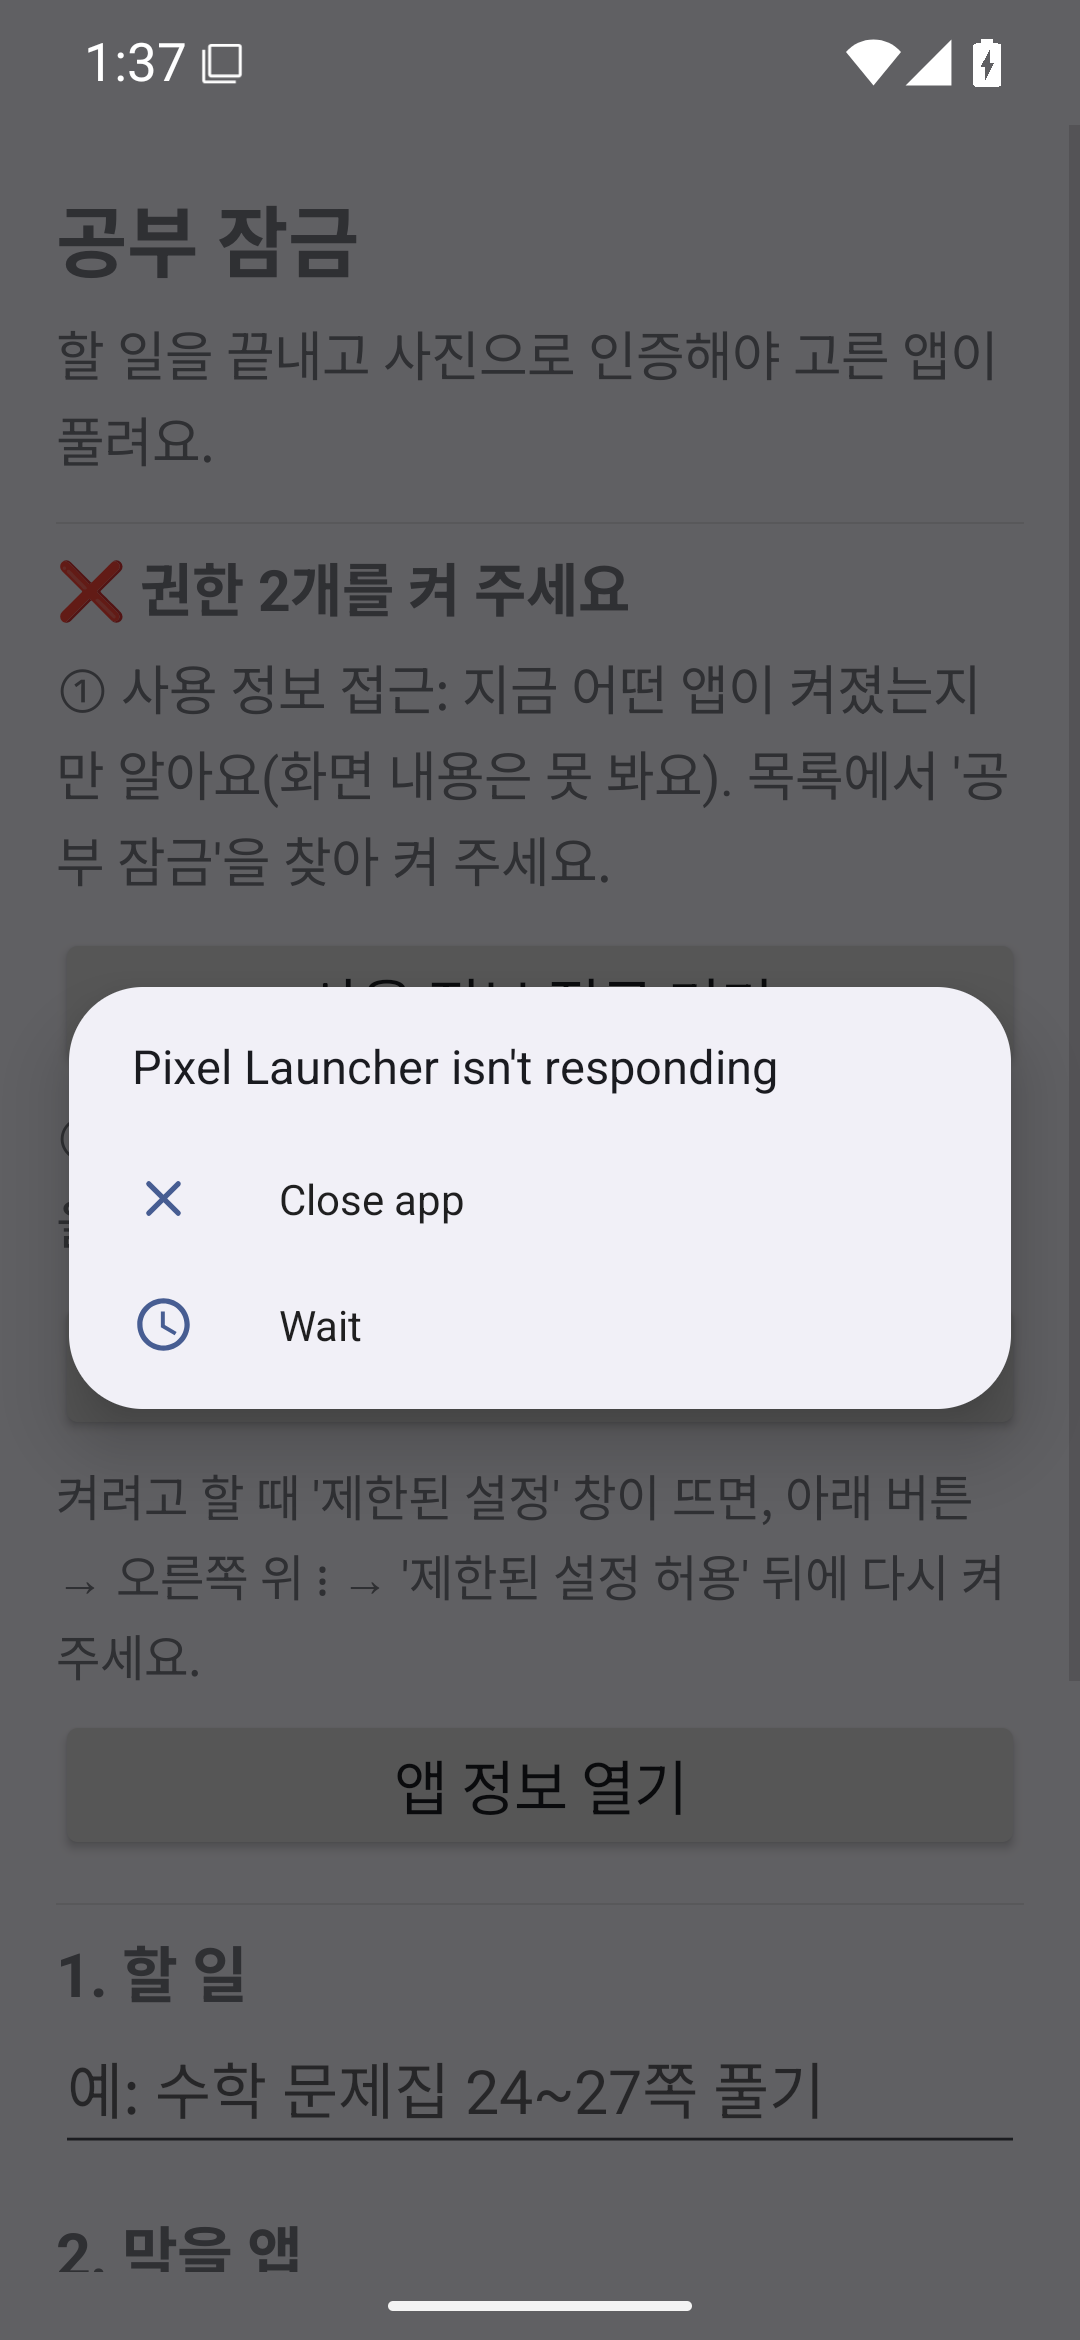 1:37
공부 잠금
할 일을 끝내고 사진으로 인증해야 고른 앱이
풀려요.
❌ 권한 2개를 켜 주세요
① 사용 정보 접근: 지금 어떤 앱이 켜졌는지
만 알아요(화면 내용은 못 봐요). 목록에서 '공
부 잠금'을 찾아 켜 주세요.
Pixel Launcher isn't responding
Close app
Wait
켜려고 할 때 '제한된 설정' 창이 뜨면, 아래 버튼
→ 오른쪽 위 ⋮ → '제한된 설정 허용' 뒤에 다시 켜
주세요.
앱 정보 열기
1. 할 일
예: 수학 문제집 24~27쪽 풀기
2. 막을 앱